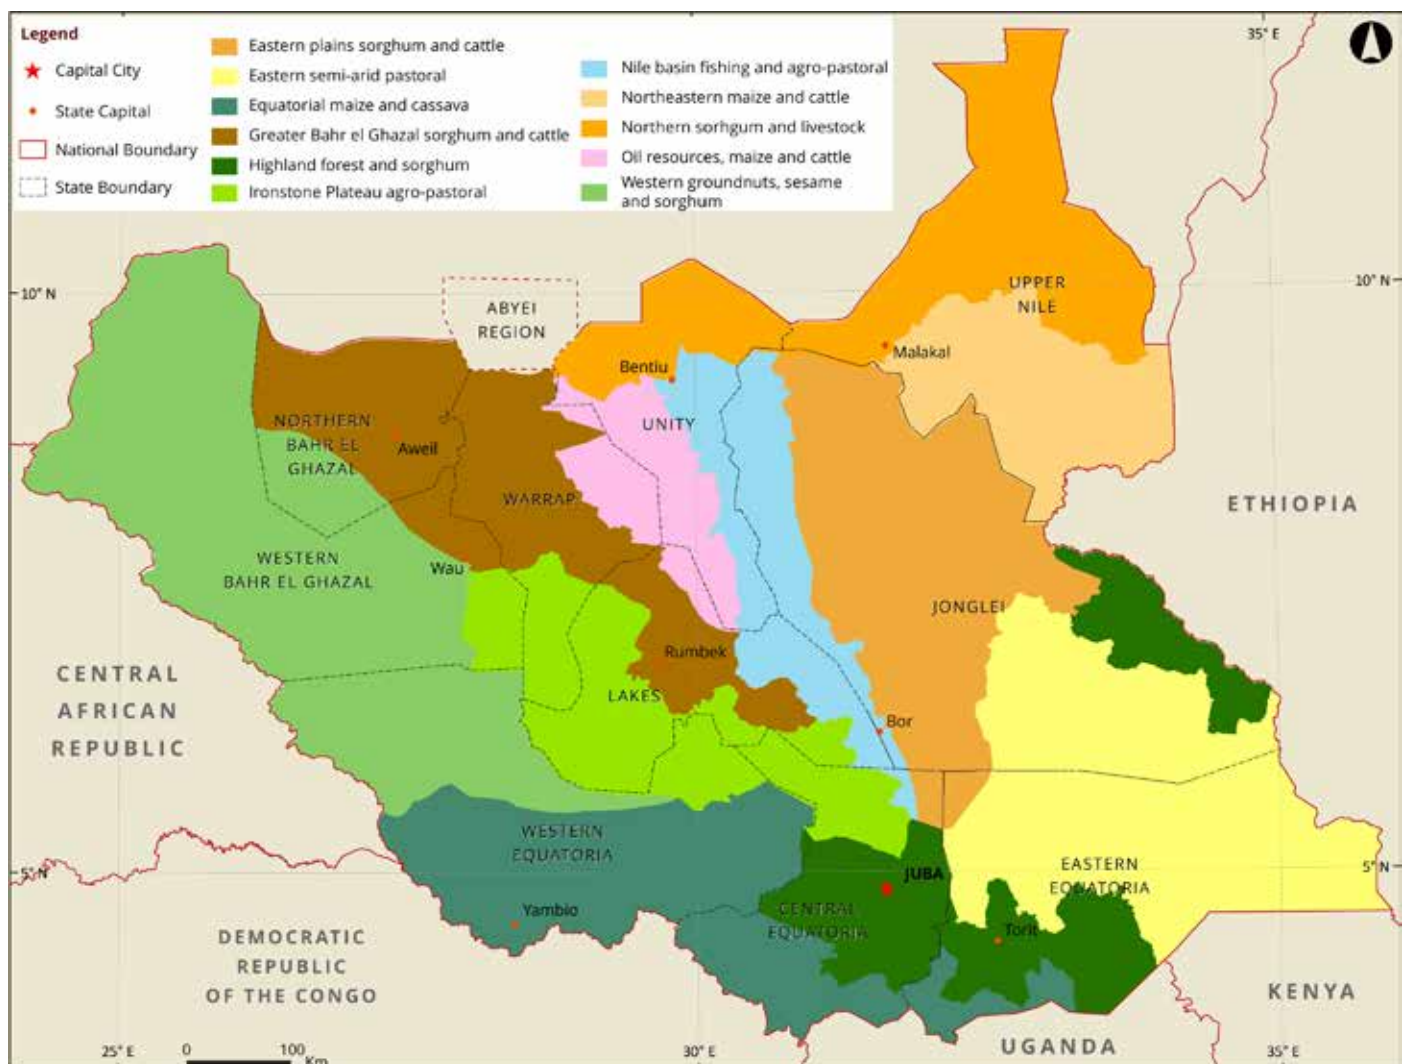 Legend
Capital City
State Capital
National Boundary
State Boundary
Eastern plains sorghum and cattle
Eastern semi-arid pastoral
Equatorial maize and cassava
Greater Bahr el Ghazal sorghum and cattle
Highland forest and sorghum
Ironstone Plateau agro-pastoral
Nile basin fishing and agro-pastoral
Northeastern maize and cattle
Northern sorhgum and livestock
Oil resources, maize and cattle
Western groundnuts, sesame
and sorghum
35° E
10° N
10° N
ABYEI
REGION
UPPER
NILE
Malakal
Bentiu
UNITY
NORTHERN
BAHR EL
GHAZAL
Aweil
WARRAP
ETHIOPIA
WESTERN
BAHR EL GHAZAL
Wau
JONGLEI
Rumbek
LAKES
CENTRAL
AFRICAN
REPUBLIC
Bor
WESTERN
EQUATORIA
JUBA
EASTERN
EQUATORIA
5° N
5° N
Yambio
CENTRAL
EQUATORIA
Torit
DEMOCRATIC
REPUBLIC
OF THE CONGO
KENYA
UGANDA
25° E
0
100
Km
30° E
35° E